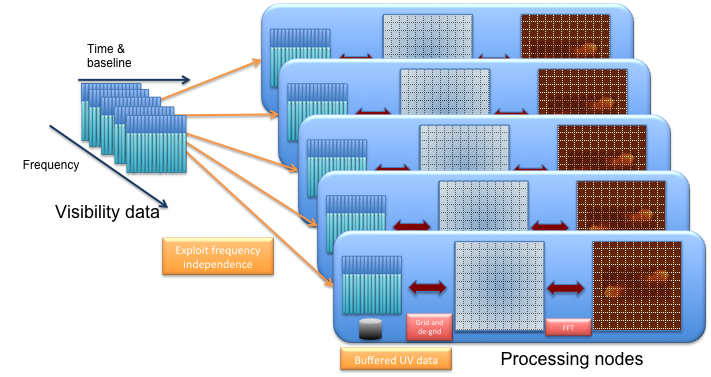 Time &
baseline
Frequency
Visibility data
Exploit frequency
independence
Grid and
de-grid
FFT
Buffered UV data
Processing nodes